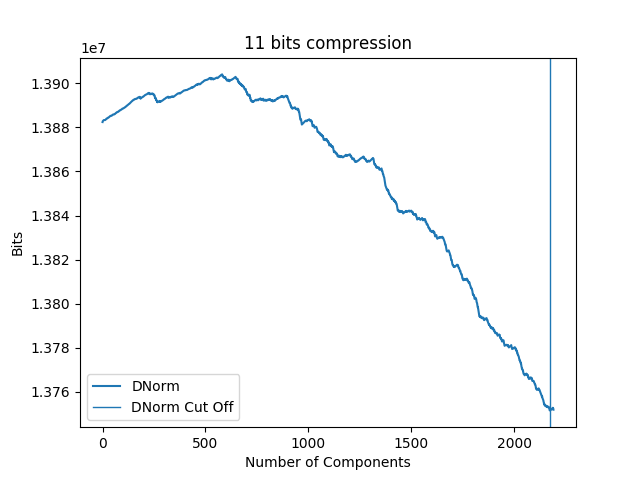 11 bits compression
1e7
1.390
1.388
1.386
1.384
1.382
1.380
1.378
1.376
Bits
DNorm
DNorm Cut Off
0 500 1000 1500 2000
Number of Components